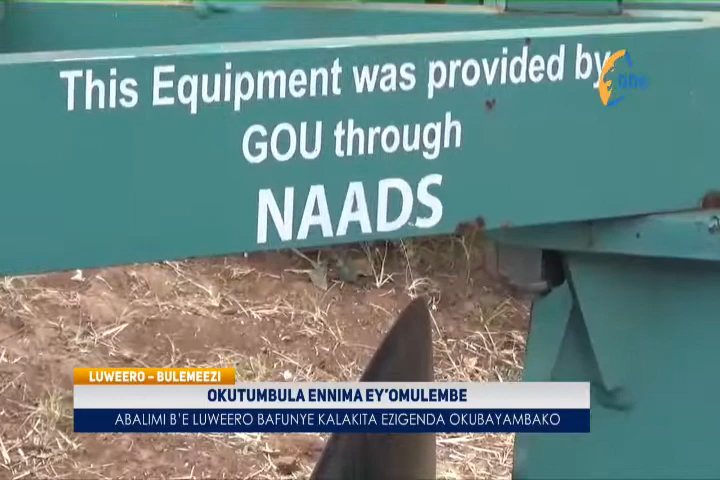 This Equipment was provided by
GOU through
NAADS
LUWEERO - BULEMEEZI
OKUTUMBULA ENNIMA EY'OMULEMBE
ABALIMI B'E LUWEERO BAFUNYE KALAKITA EZIGENDA OKUBAYAMBAKO